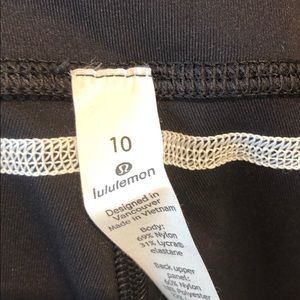 10
lululemon
Designed in
Vancouver
Made in Vietnam
Body:
69% Nylon
31% Lycra®
elastane
Back upper
panel:
60% Nylon
Polyester